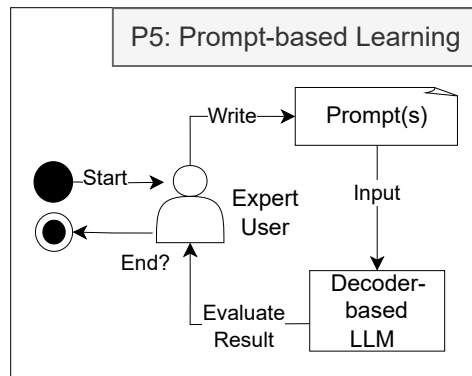 P5: Prompt-based Learning
Write
Prompt(s)
Start
Expert
User
Input
End?
Evaluate
Result
Decoder-
based
LLM